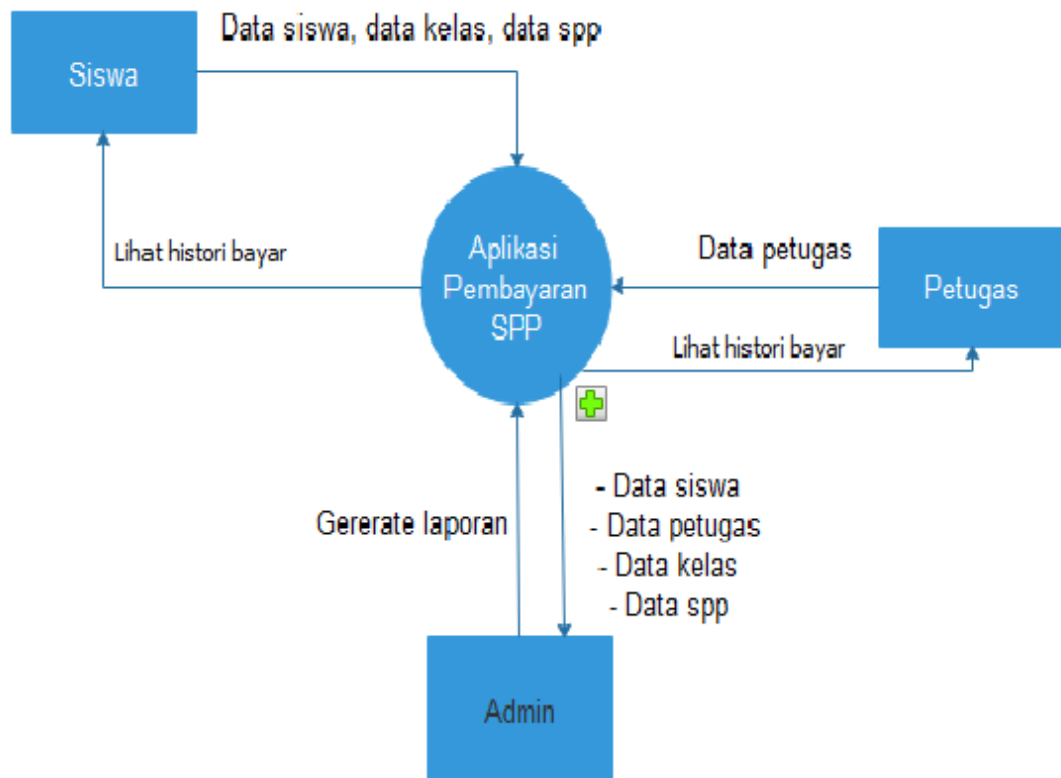 Data siswa, data kelas, data spp
Siswa
Lihat histori bayar
Aplikasi
Pembayaran
SPP
Data petugas
Petugas
Lihat histori bayar
Gererate laporan
- Data siswa
- Data petugas
- Data kelas
- Data spp
Admin